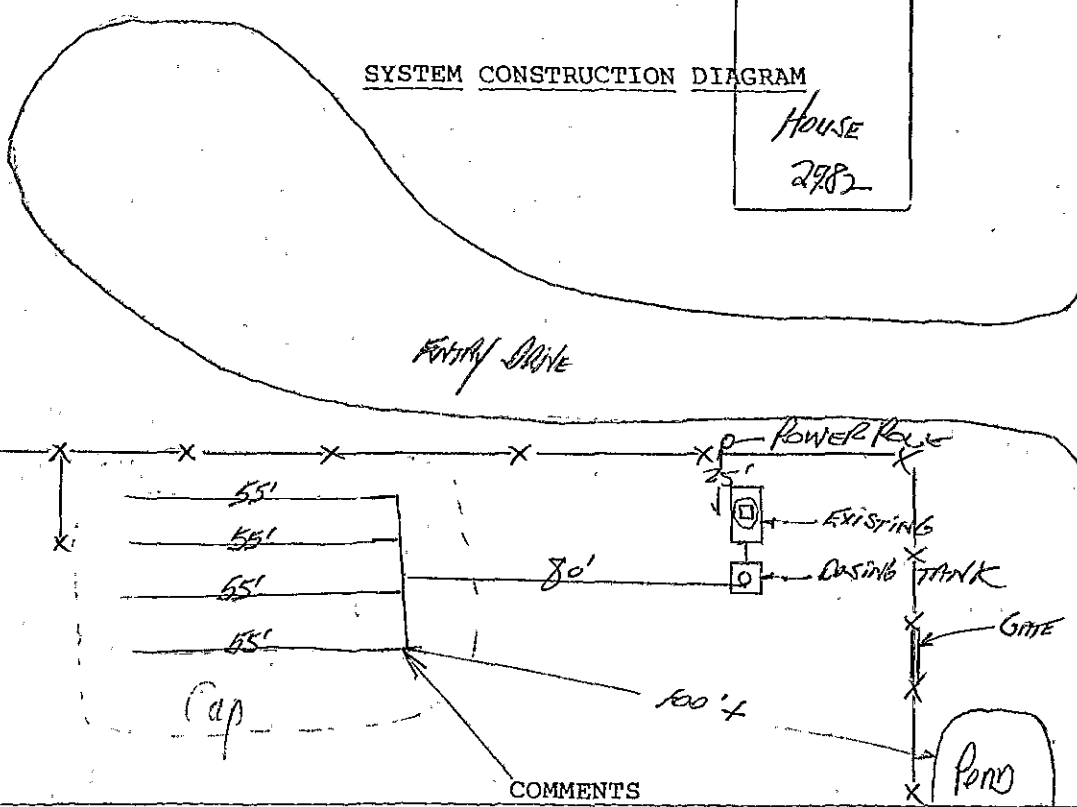 SYSTEM CONSTRUCTION DIAGRAM
HOUSE
2982
ENTRY DRIVE
POWER POLE
25'
55'
EXISTING
55'
80'
DOSING TANK
55'
GATE
55'
Cap
COMMENTS